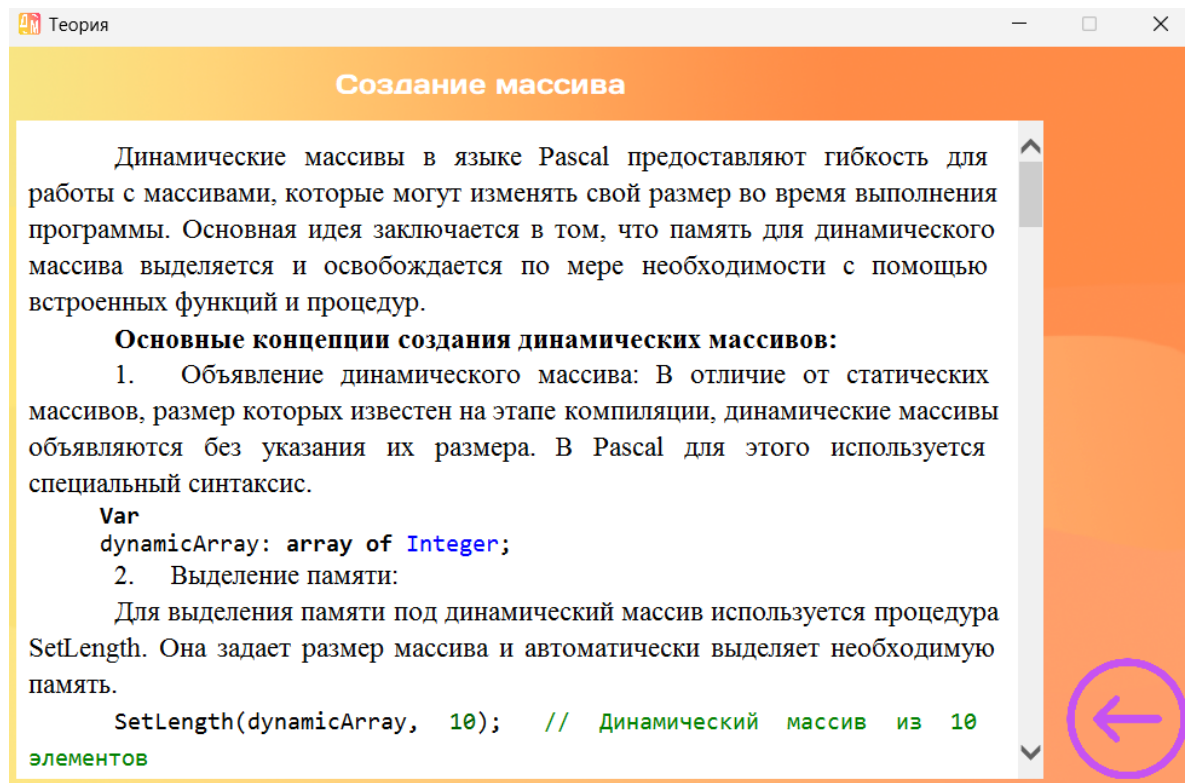 ДМ Теория
Создание массива
Динамические массивы в языке Pascal предоставляют гибкость для
работы с массивами, которые могут изменять свой размер во время выполнения
программы. Основная идея заключается в том, что память для динамического
массива выделяется и освобождается по мере необходимости с помощью
встроенных функций и процедур.
Основные концепции создания динамических массивов:
1. Объявление динамического массива: В отличие от статических
массивов, размер которых известен на этапе компиляции, динамические массивы
объявляются без указания их размера. В Pascal для этого используется
специальный синтаксис.
Var
dynamicArray: array of Integer;
2. Выделение памяти:
Для выделения памяти под динамический массив используется процедура
SetLength. Она задает размер массива и автоматически выделяет необходимую
память.
SetLength(dynamicArray, 10); // Динамический массив из 10
элементов